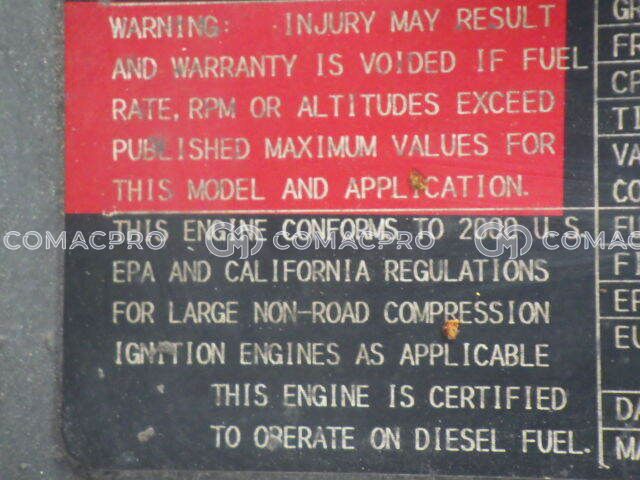 WARNING: INJURY MAY RESULT
AND WARRANTY IS VOIDED IF FUEL
RATE, RPM OR ALTITUDES EXCEED
PUBLISHED MAXIMUM VALUES FOR
THIS MODEL AND APPLICATION.
THIS ENGINE CONFORMS TO U.S.
EPA AND CALIFORNIA REGULATIONS
FOR LARGE NON-ROAD COMPRESSION
IGNITION ENGINES AS APPLICABLE
THIS ENGINE IS CERTIFIED
TO OPERATE ON DIESEL FUEL.
COMACPRO COMACPRO COMACPRO